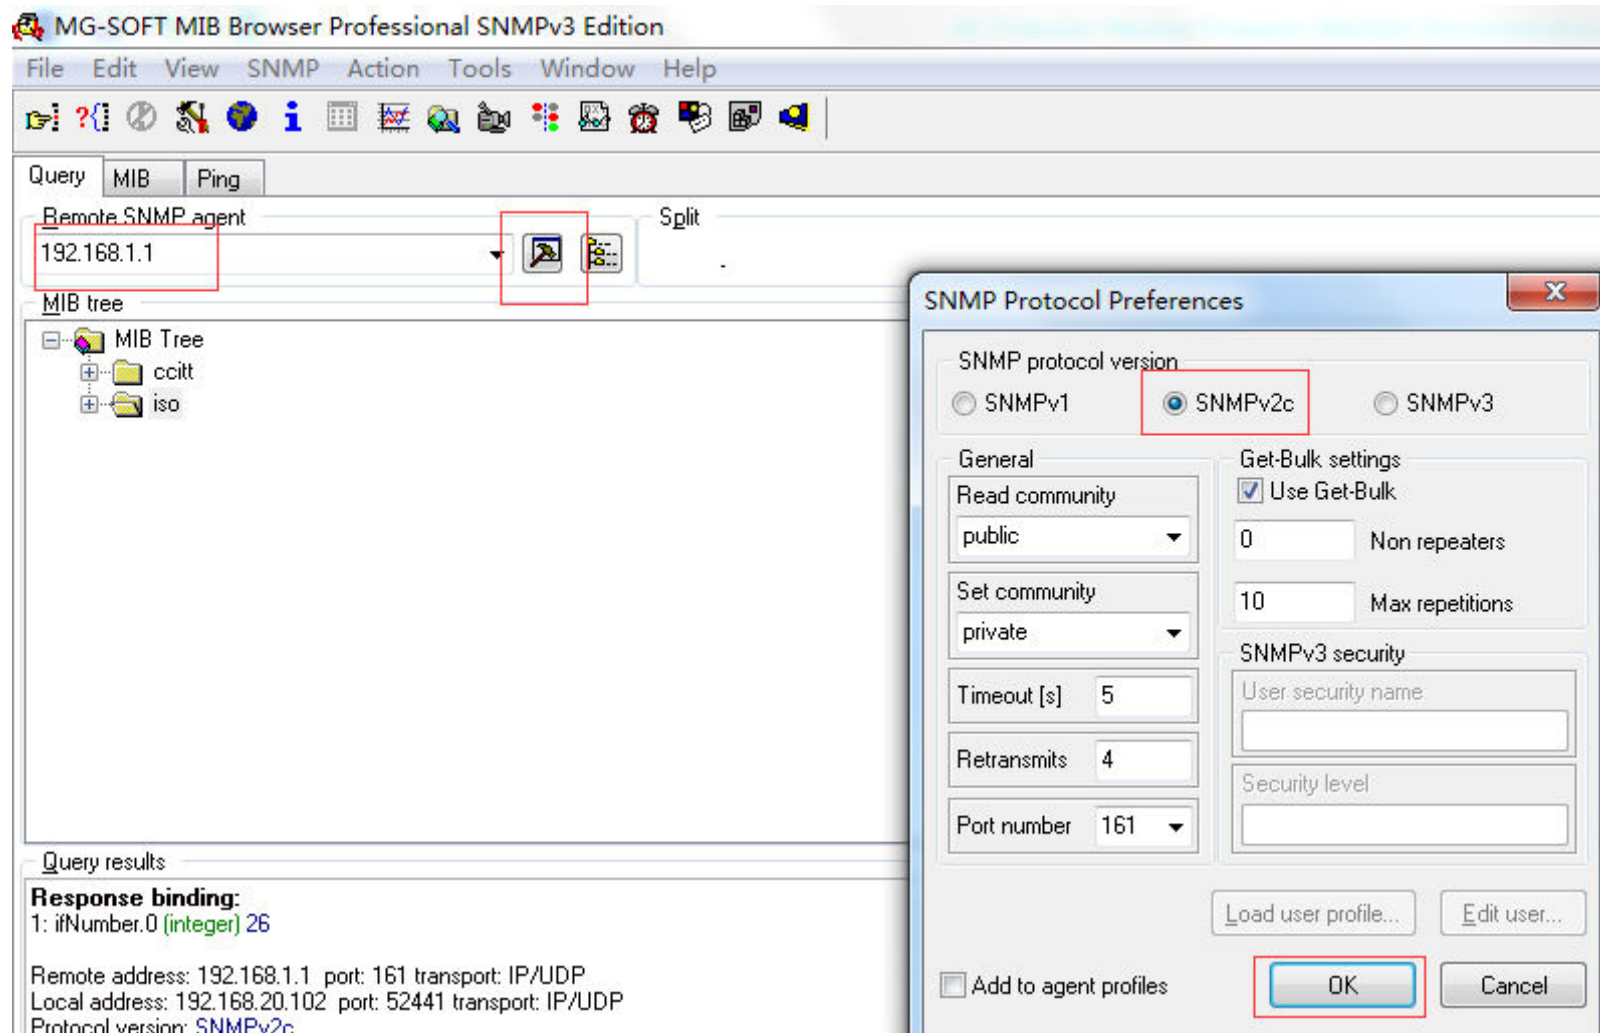 MG-SOFT MIB Browser Professional SNMPv3 Edition
File Edit View SNMP Action Tools Window Help
Query MIB Ping
Remote SNMP agent
Split
192.168.1.1
MIB tree
MIB Tree
ccitt
iso
Query results
Response binding:
1: ifNumber.0 (integer) 26
Remote address: 192.168.1.1 port: 161 transport: IP/UDP
Local address: 192.168.20.102 port: 52441 transport: IP/UDP
Protocol version: SNMPv2c
SNMP Protocol Preferences
SNMP protocol version
SNMPv1 SNMPv2c SNMPv3
General
Read community
public
Set community
private
Timeout [s] 5
Retransmits 4
Port number 161
Get-Bulk settings
Use Get-Bulk
0 Non repeaters
10 Max repetitions
SNMPv3 security
User security name
Security level
Load user profile... Edit user...
Add to agent profiles OK Cancel